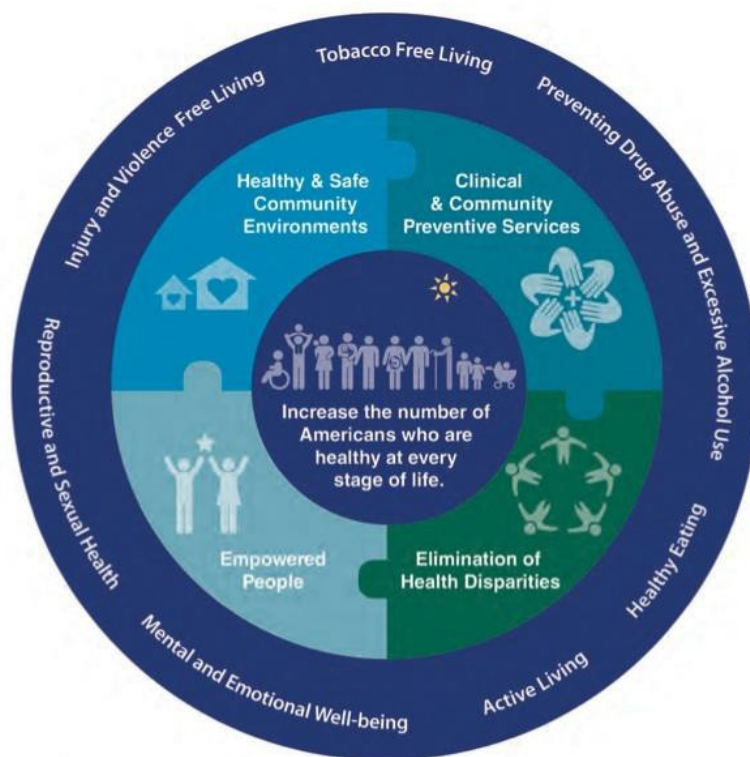 Tobacco Free Living
Preventing Drug Abuse and Excessive Alcohol Use
Healthy Eating
Active Living
Mental and Emotional Well-being
Reproductive and Sexual Health
Injury and Violence Free Living
Healthy & Safe
Community
Environments
Clinical
& Community
Preventive Services
Increase the number of
Americans who are
healthy at every
stage of life.
Empowered
People
Elimination of
Health Disparities